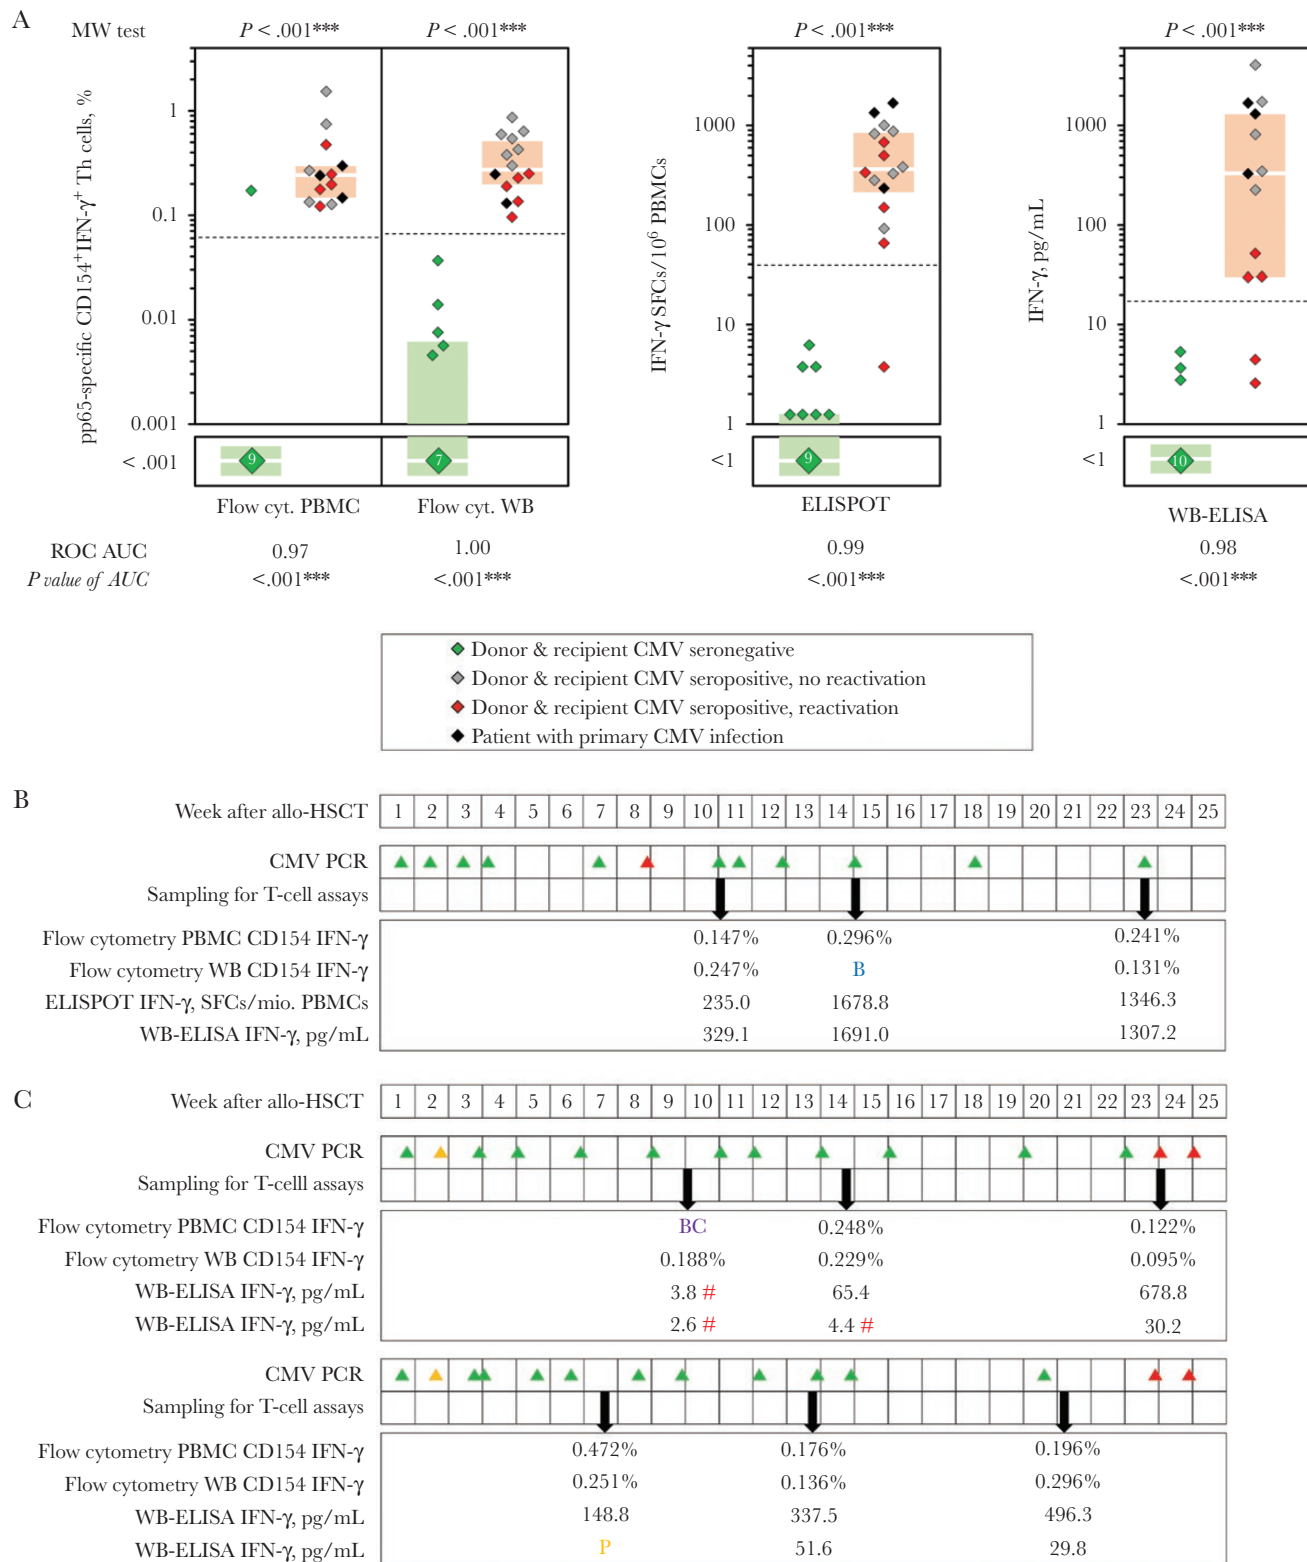 A
MW test P < .001*** P < .001*** P < .001*** P < .001***
pp65-specific CD154+IFN-γ+ Th cells, %
1
0.1
0.01
0.001
< .001
9
7
Flow cyt. PBMC Flow cyt. WB
IFN-γ SFCs/10⁶ PBMCs
1000
100
10
1
<1
9
ELISPOT
IFN-γ, pg/mL
1000
100
10
1
<1
10
WB-ELISA
ROC AUC 0.97 1.00 0.99 0.98
P value of AUC <.001*** <.001*** <.001*** <.001***
Donor & recipient CMV seronegative
Donor & recipient CMV seropositive, no reactivation
Donor & recipient CMV seropositive, reactivation
Patient with primary CMV infection
B
Week after allo-HSCT 1 2 3 4 5 6 7 8 9 10 11 12 13 14 15 16 17 18 19 20 21 22 23 24 25
CMV PCR
Sampling for T-cell assays
Flow cytometry PBMC CD154 IFN-γ 0.147% 0.296% 0.241%
Flow cytometry WB CD154 IFN-γ 0.247% B 0.131%
ELISPOT IFN-γ, SFCs/mio. PBMCs 235.0 1678.8 1346.3
WB-ELISA IFN-γ, pg/mL 329.1 1691.0 1307.2
C
Week after allo-HSCT 1 2 3 4 5 6 7 8 9 10 11 12 13 14 15 16 17 18 19 20 21 22 23 24 25
CMV PCR
Sampling for T-celll assays
Flow cytometry PBMC CD154 IFN-γ BC 0.248% 0.122%
Flow cytometry WB CD154 IFN-γ 0.188% 0.229% 0.095%
WB-ELISA IFN-γ, pg/mL 3.8 # 65.4 678.8
WB-ELISA IFN-γ, pg/mL 2.6 # 4.4 # 30.2
CMV PCR
Sampling for T-cell assays
Flow cytometry PBMC CD154 IFN-γ 0.472% 0.176% 0.196%
Flow cytometry WB CD154 IFN-γ 0.251% 0.136% 0.296%
WB-ELISA IFN-γ, pg/mL 148.8 337.5 496.3
WB-ELISA IFN-γ, pg/mL P 51.6 29.8